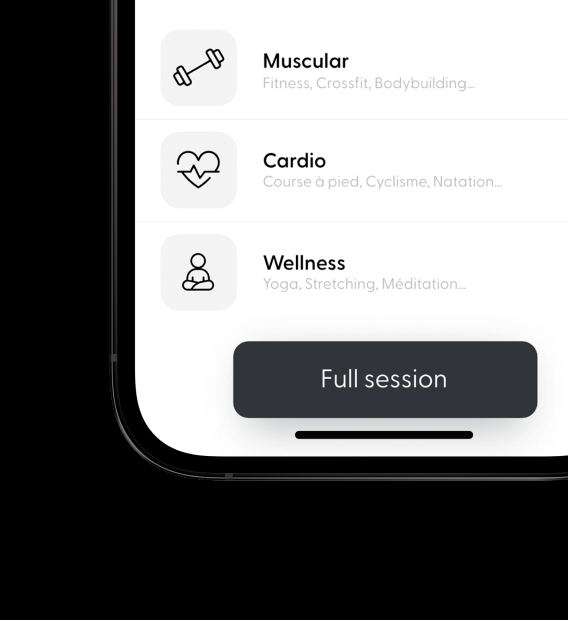 Muscular
Fitness, Crossfit, Bodybuilding...
Cardio
Course à pied, Cyclisme, Natation...
Wellness
Yoga, Stretching, Méditation...
Full session